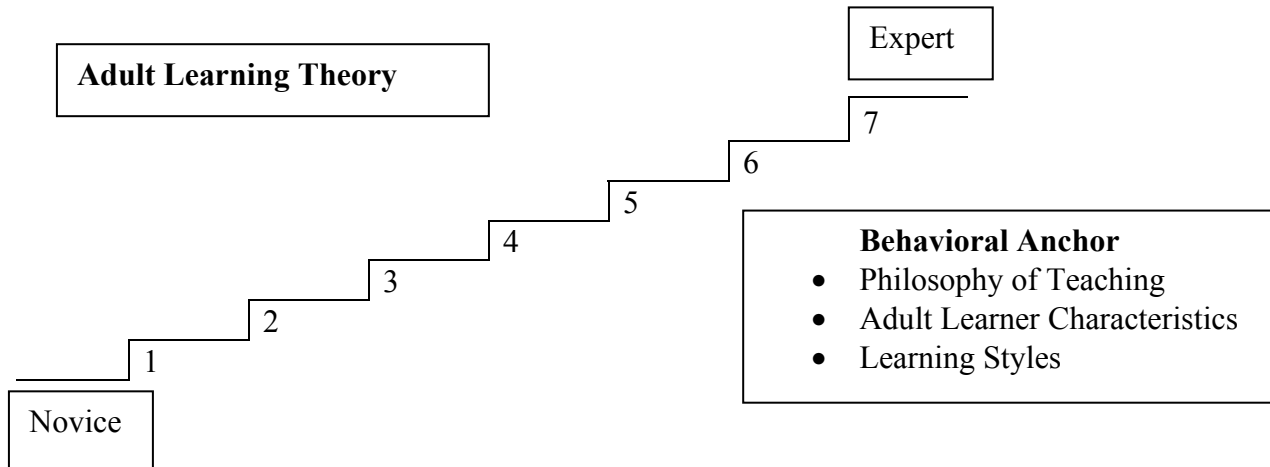 Expert
Adult Learning Theory
7
6
5
4
3
2
1
Behavioral Anchor
• Philosophy of Teaching
• Adult Learner Characteristics
• Learning Styles
Novice